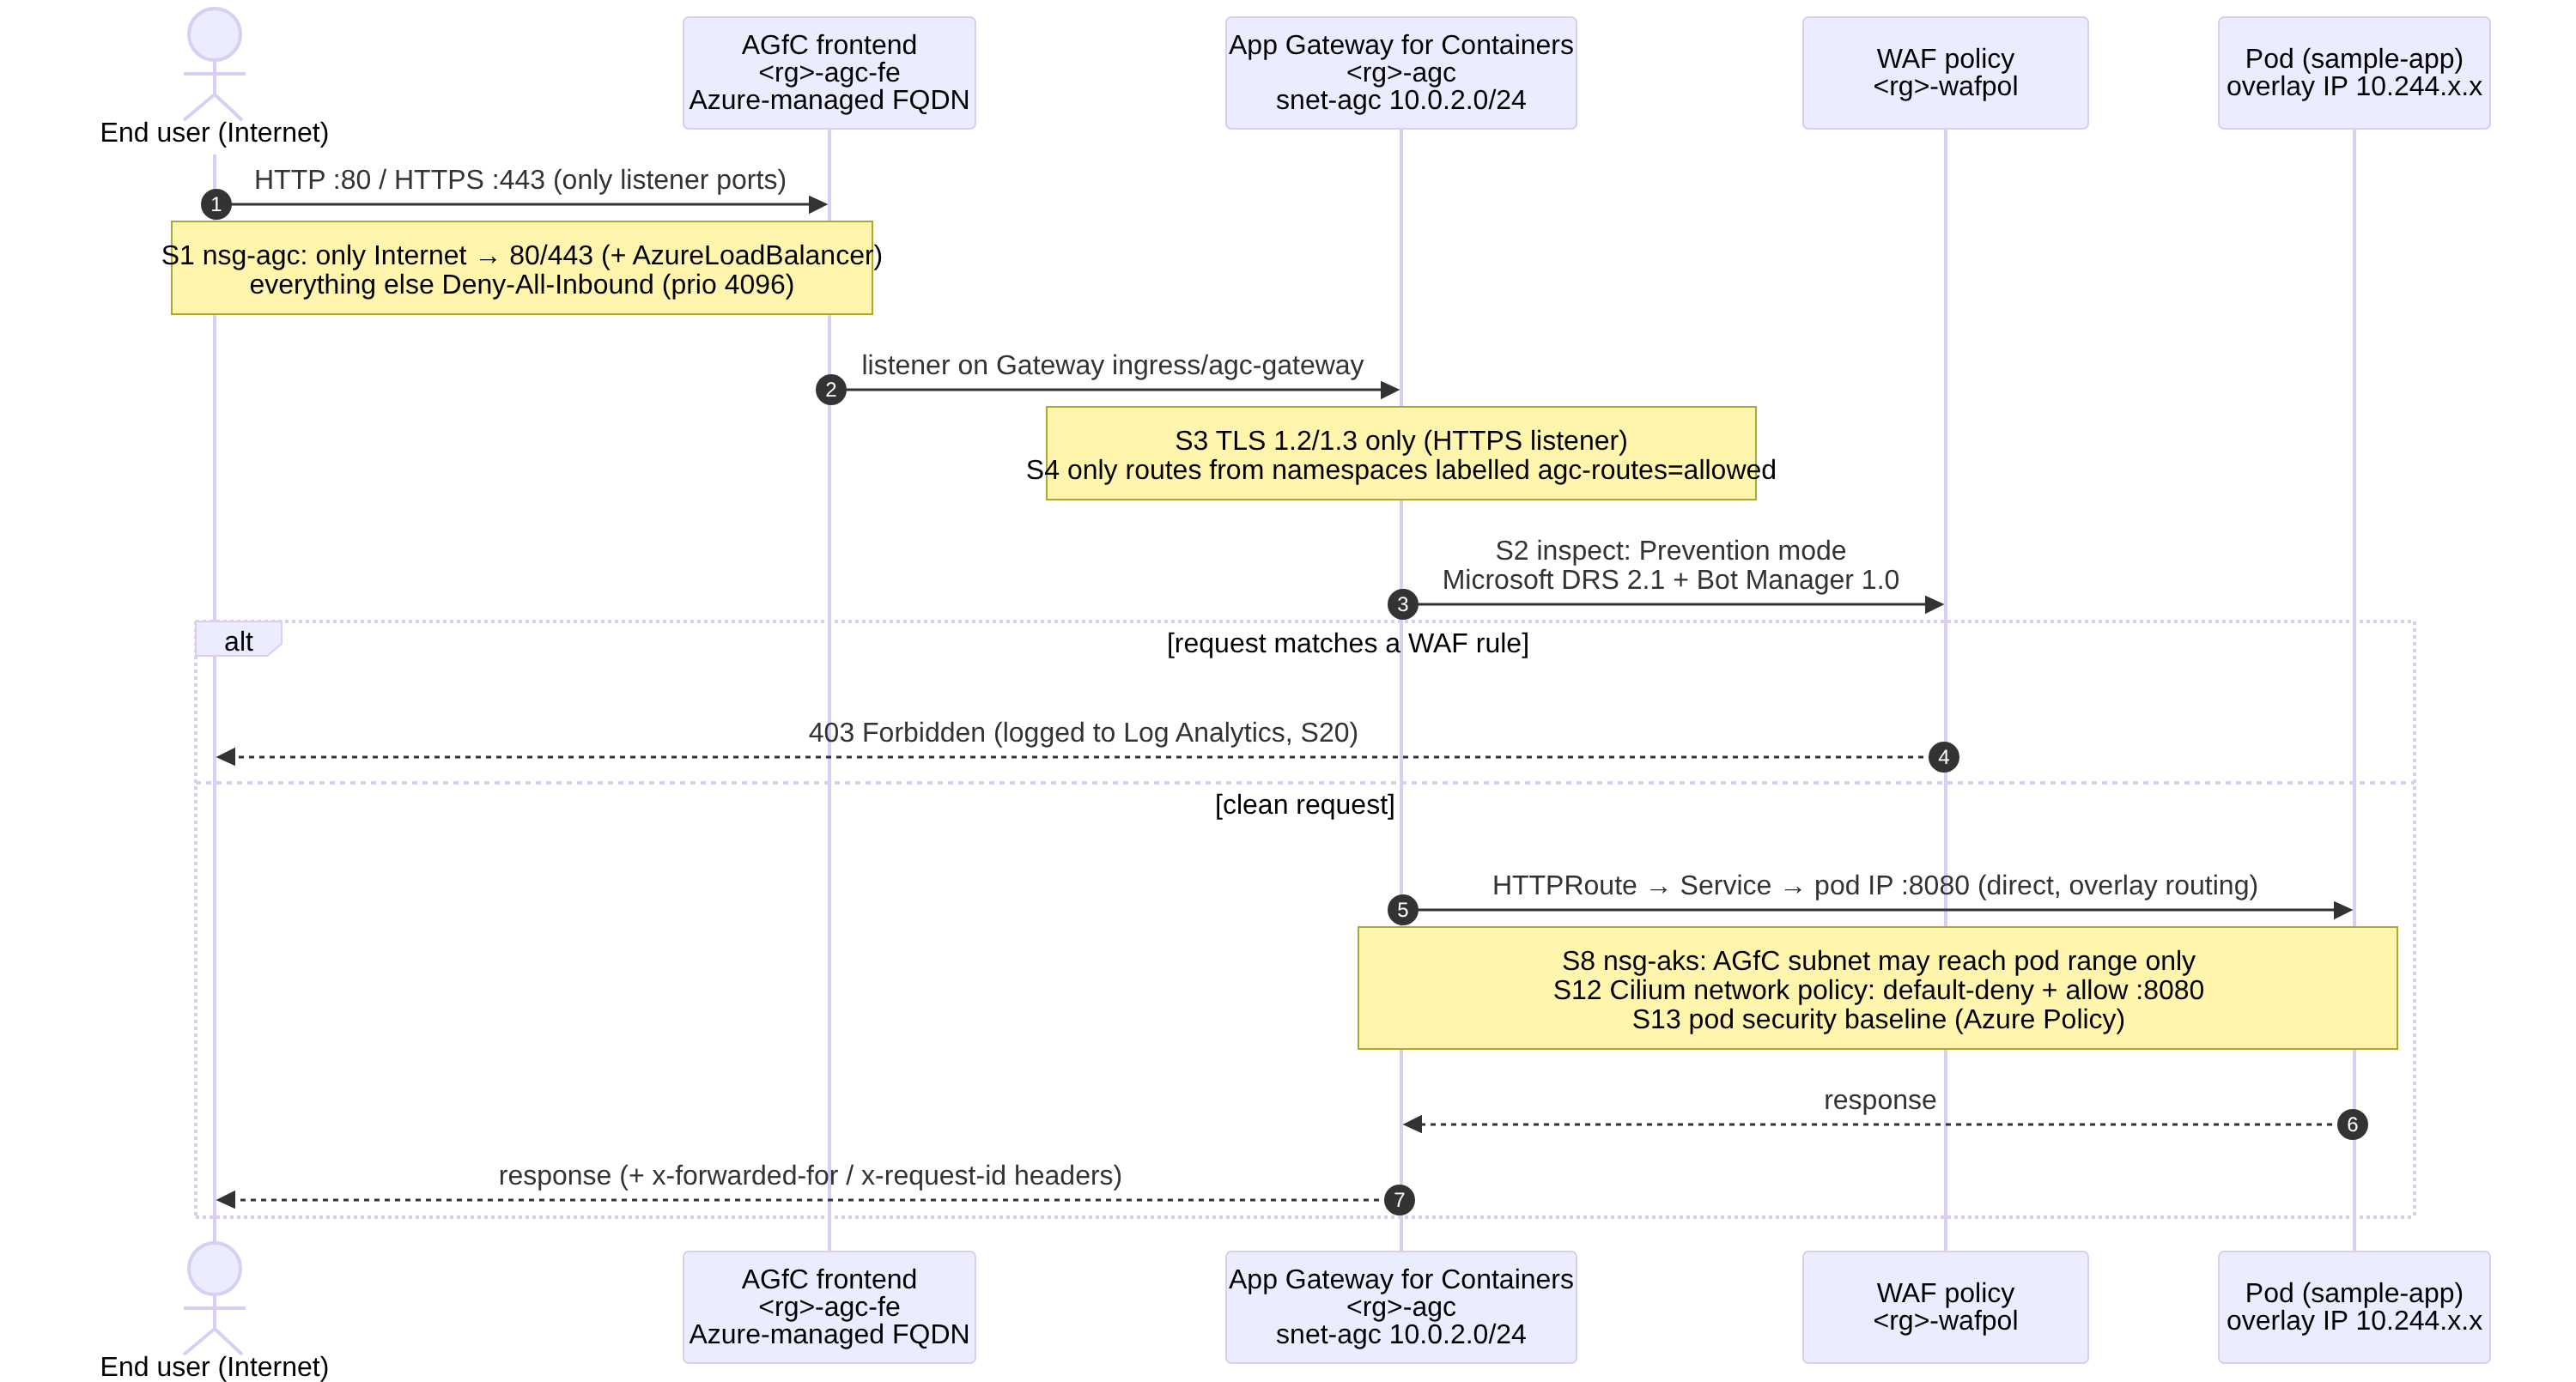 End user (Internet)
AGfC frontend
<rg>-agc-fe
Azure-managed FQDN
App Gateway for Containers
<rg>-agc
snet-agc 10.0.2.0/24
WAF policy
<rg>-wafpol
Pod (sample-app)
overlay IP 10.244.x.x
HTTP :80 / HTTPS :443 (only listener ports)
1
S1 nsg-agc: only Internet → 80/443 (+ AzureLoadBalancer)
everything else Deny-All-Inbound (prio 4096)
listener on Gateway ingress/agc-gateway
2
S3 TLS 1.2/1.3 only (HTTPS listener)
S4 only routes from namespaces labelled agc-routes=allowed
S2 inspect: Prevention mode
Microsoft DRS 2.1 + Bot Manager 1.0
3
alt
[request matches a WAF rule]
403 Forbidden (logged to Log Analytics, S20)
4
[clean request]
HTTPRoute → Service → pod IP :8080 (direct, overlay routing)
5
S8 nsg-aks: AGfC subnet may reach pod range only
S12 Cilium network policy: default-deny + allow :8080
S13 pod security baseline (Azure Policy)
response
6
response (+ x-forwarded-for / x-request-id headers)
7
End user (Internet)
AGfC frontend
<rg>-agc-fe
Azure-managed FQDN
App Gateway for Containers
<rg>-agc
snet-agc 10.0.2.0/24
WAF policy
<rg>-wafpol
Pod (sample-app)
overlay IP 10.244.x.x